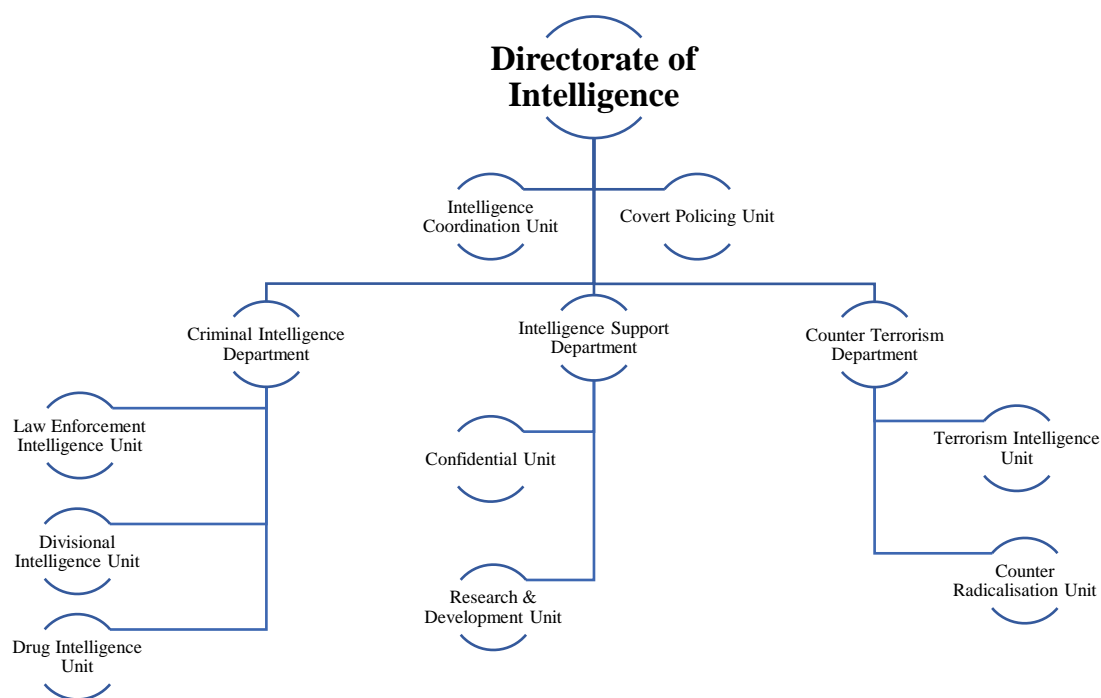 Directorate of
Intelligence
Intelligence
Coordination Unit
Covert Policing Unit
Criminal Intelligence
Department
Intelligence Support
Department
Counter Terrorism
Department
Law Enforcement
Intelligence Unit
Divisional
Intelligence Unit
Drug Intelligence
Unit
Confidential Unit
Research &
Development Unit
Terrorism Intelligence
Unit
Counter
Radicalisation Unit